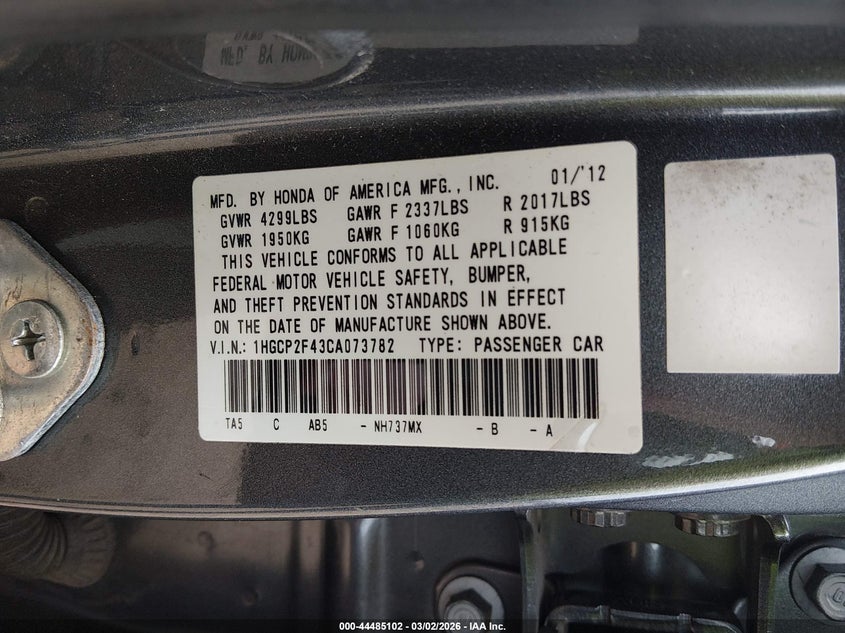 MFD. BY HONDA OF AMERICA MFG., INC. 01/'12
GVWR 4299LBS GAWR F 2337LBS R 2017LBS
GVWR 1950KG GAWR F 1060KG R 915KG
THIS VEHICLE CONFORMS TO ALL APPLICABLE
FEDERAL MOTOR VEHICLE SAFETY, BUMPER,
AND THEFT PREVENTION STANDARDS IN EFFECT
ON THE DATE OF MANUFACTURE SHOWN ABOVE.
V.I.N.: 1HGCP2F43CA073782 TYPE: PASSENGER CAR
TA5 C AB5 - NH737MX - B - A
000-44485102 — 03/02/2026 — IAA Inc.